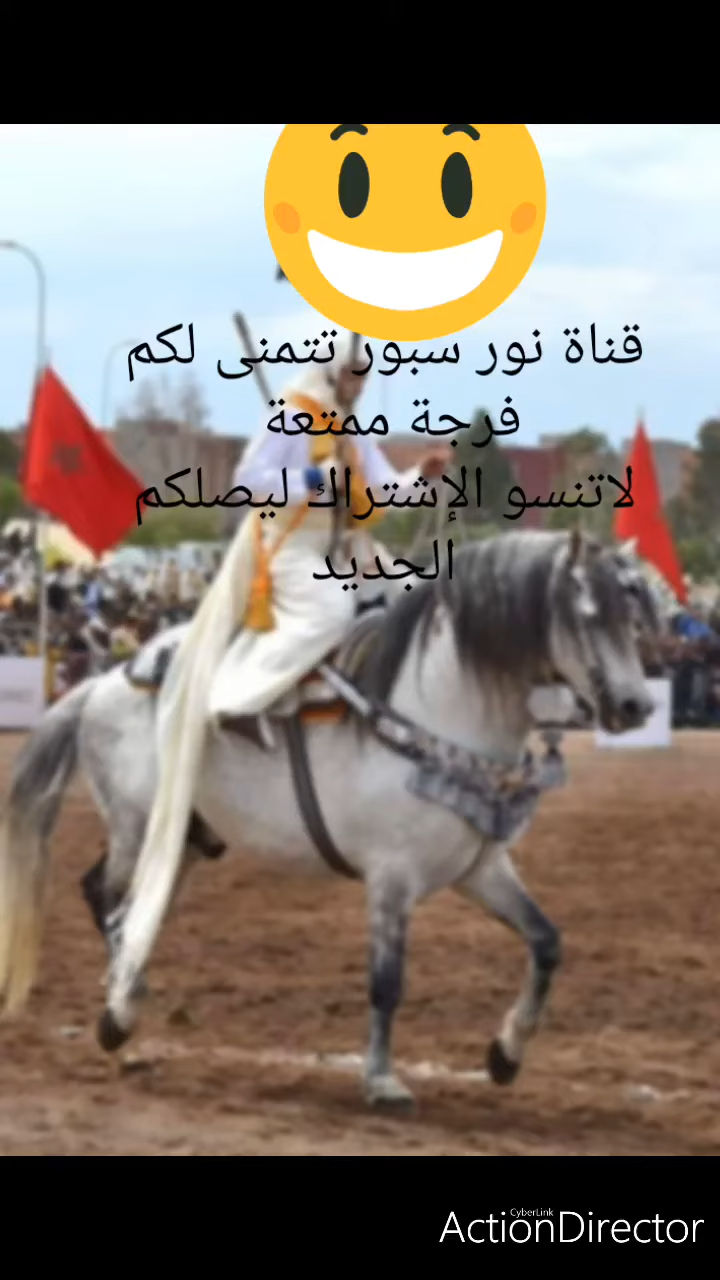 قناة نور سبور تتمنى لكم
فرجة ممتعة
لاتنسو الإشتراك ليصلكم
الجديد
CyberLink
ActionDirector